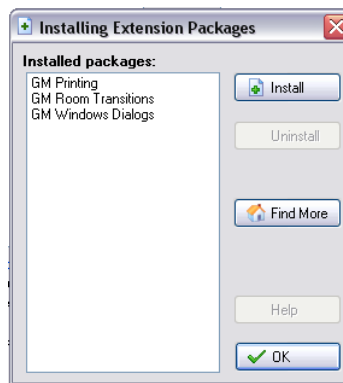 Installing Extension Packages
Installed packages:
GM Printing
GM Room Transitions
GM Windows Dialogs
Install
Uninstall
Find More
Help
OK